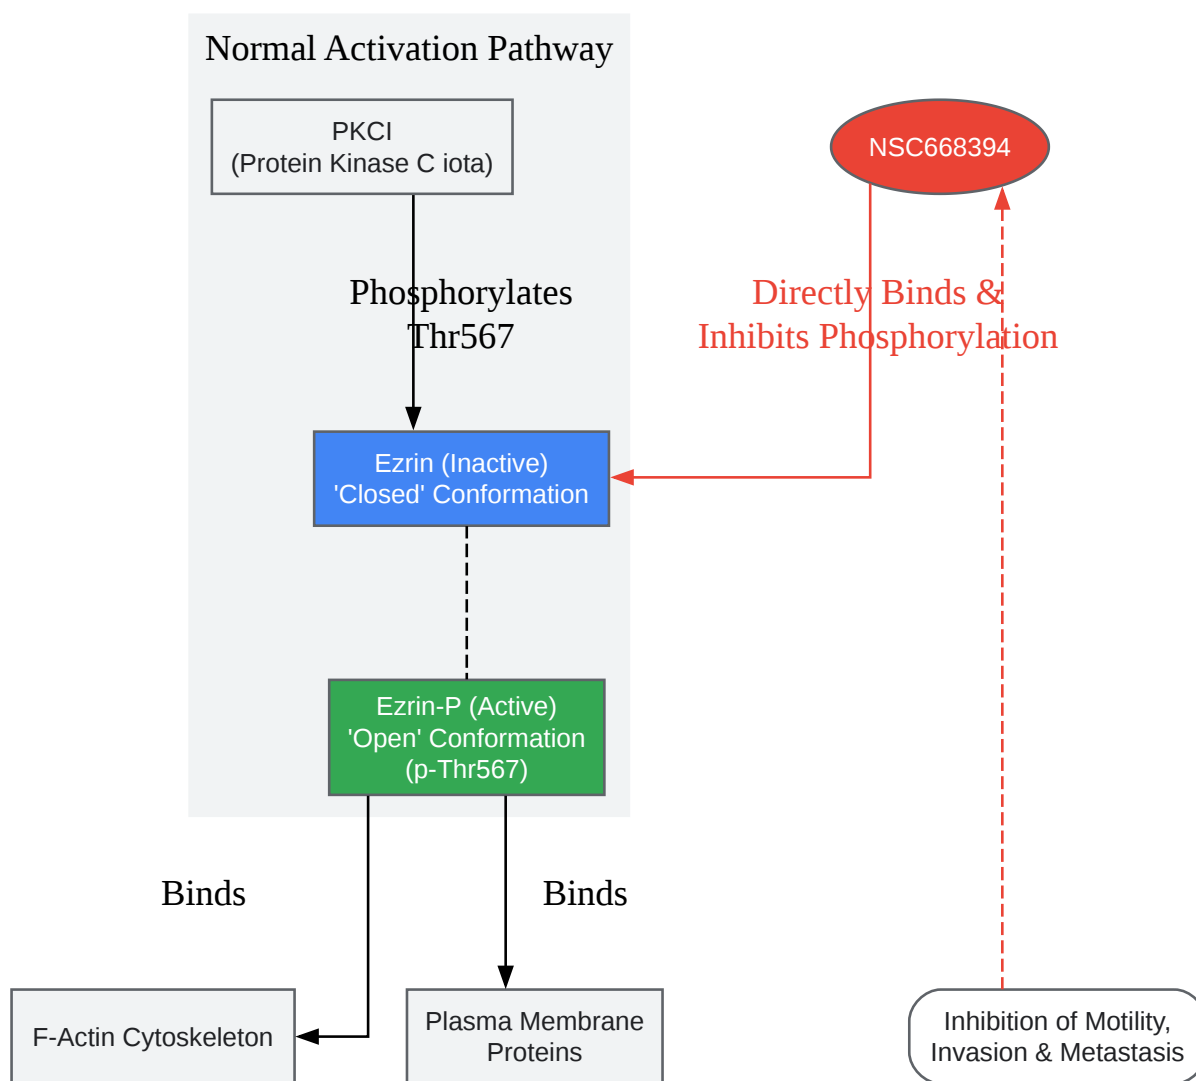 Normal Activation Pathway
PKCI
(Protein Kinase C iota)
NSC668394
Phosphorylates
Thr567
Directly Binds &
Inhibits Phosphorylation
Ezrin (Inactive)
'Closed' Conformation
Ezrin-P (Active)
'Open' Conformation
(p-Thr567)
Binds
Binds
F-Actin Cytoskeleton
Plasma Membrane
Proteins
Inhibition of Motility,
Invasion & Metastasis